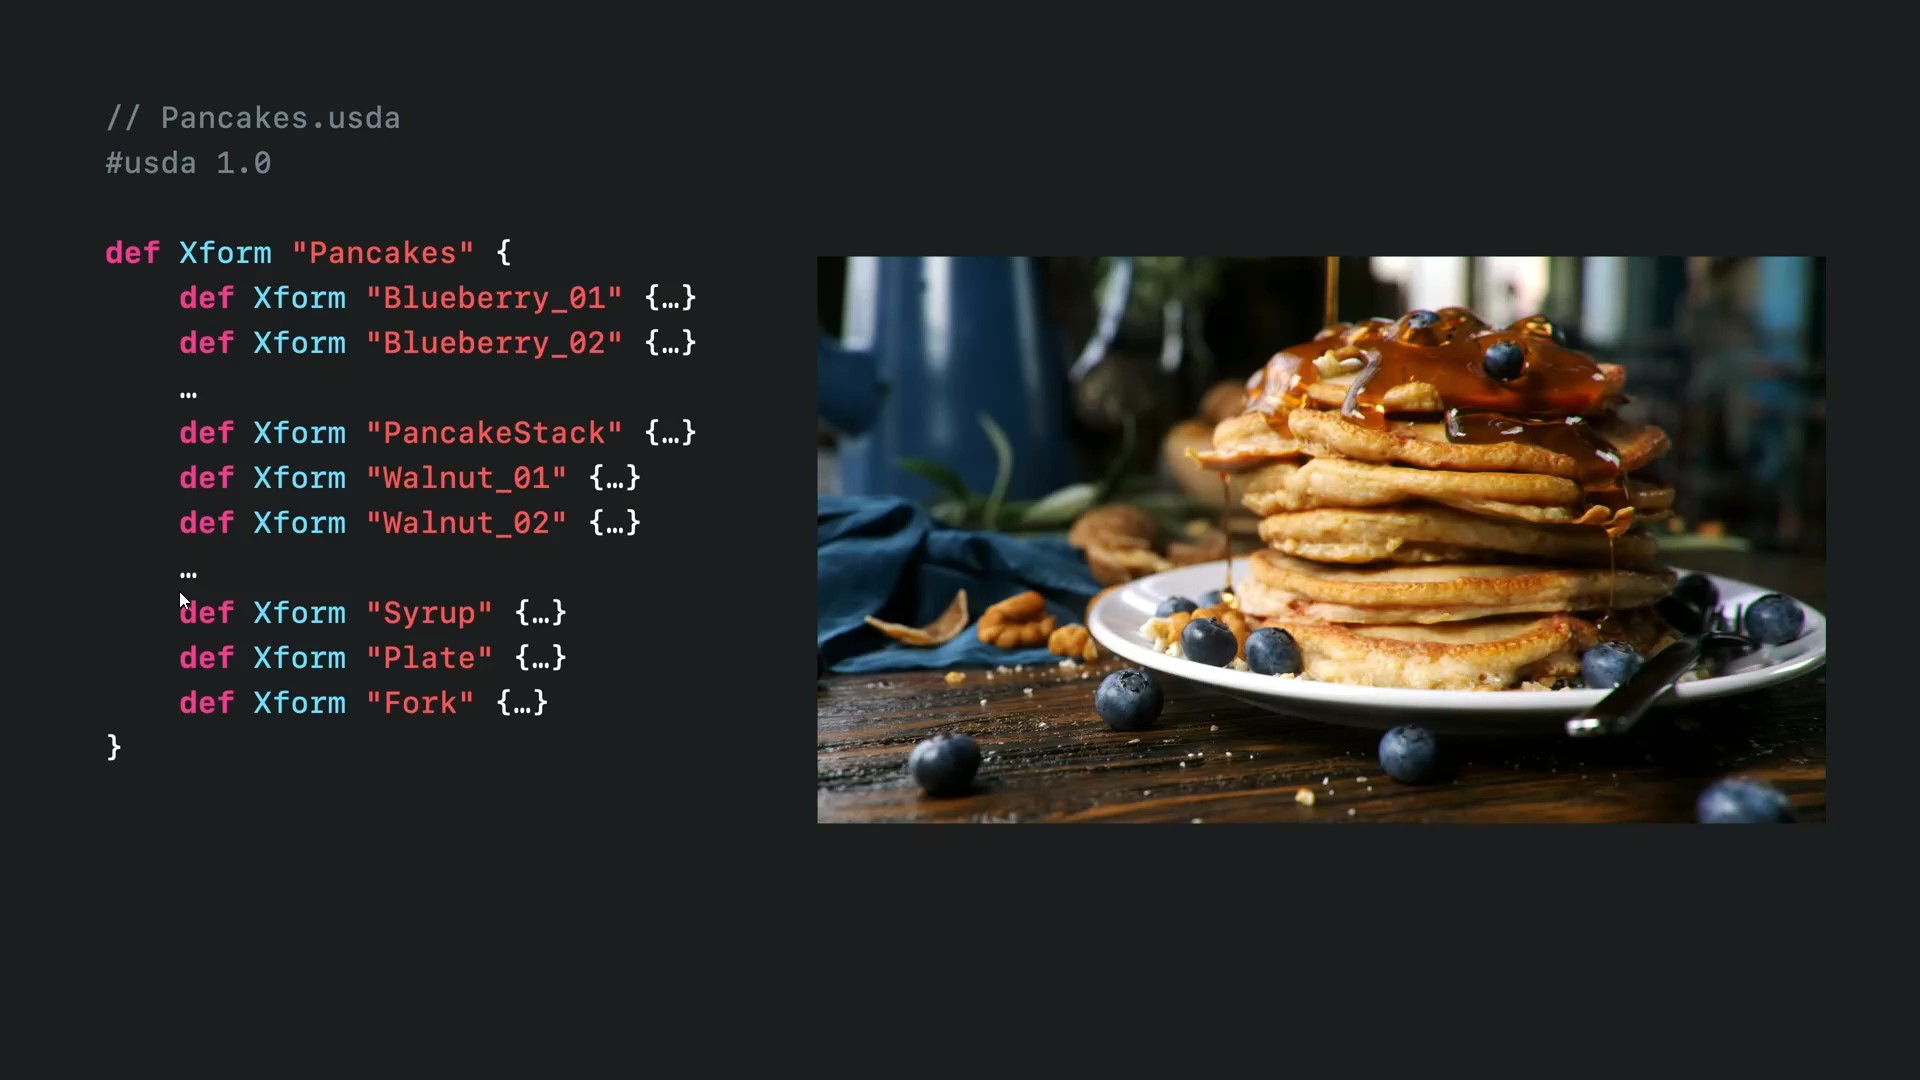 // Pancakes.usda
#usda 1.0
def Xform "Pancakes" {
def Xform "Blueberry_01" {…}
def Xform "Blueberry_02" {…}
…
def Xform "PancakeStack" {…}
def Xform "Walnut_01" {…}
def Xform "Walnut_02" {…}
…
def Xform "Syrup" {…}
def Xform "Plate" {…}
def Xform "Fork" {…}
}